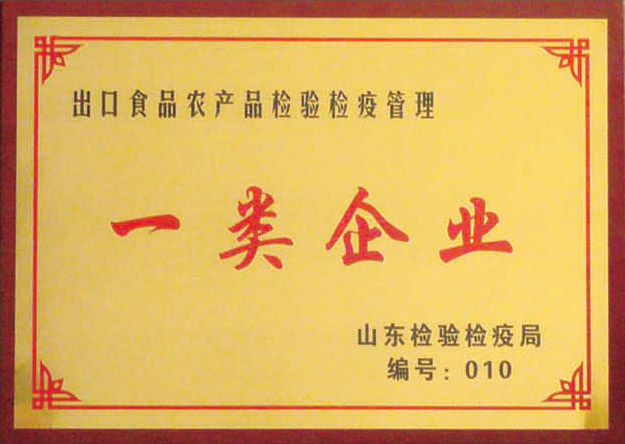 出口食品农产品检验检疫管理
一类企业
山东检验检疫局
编号：010